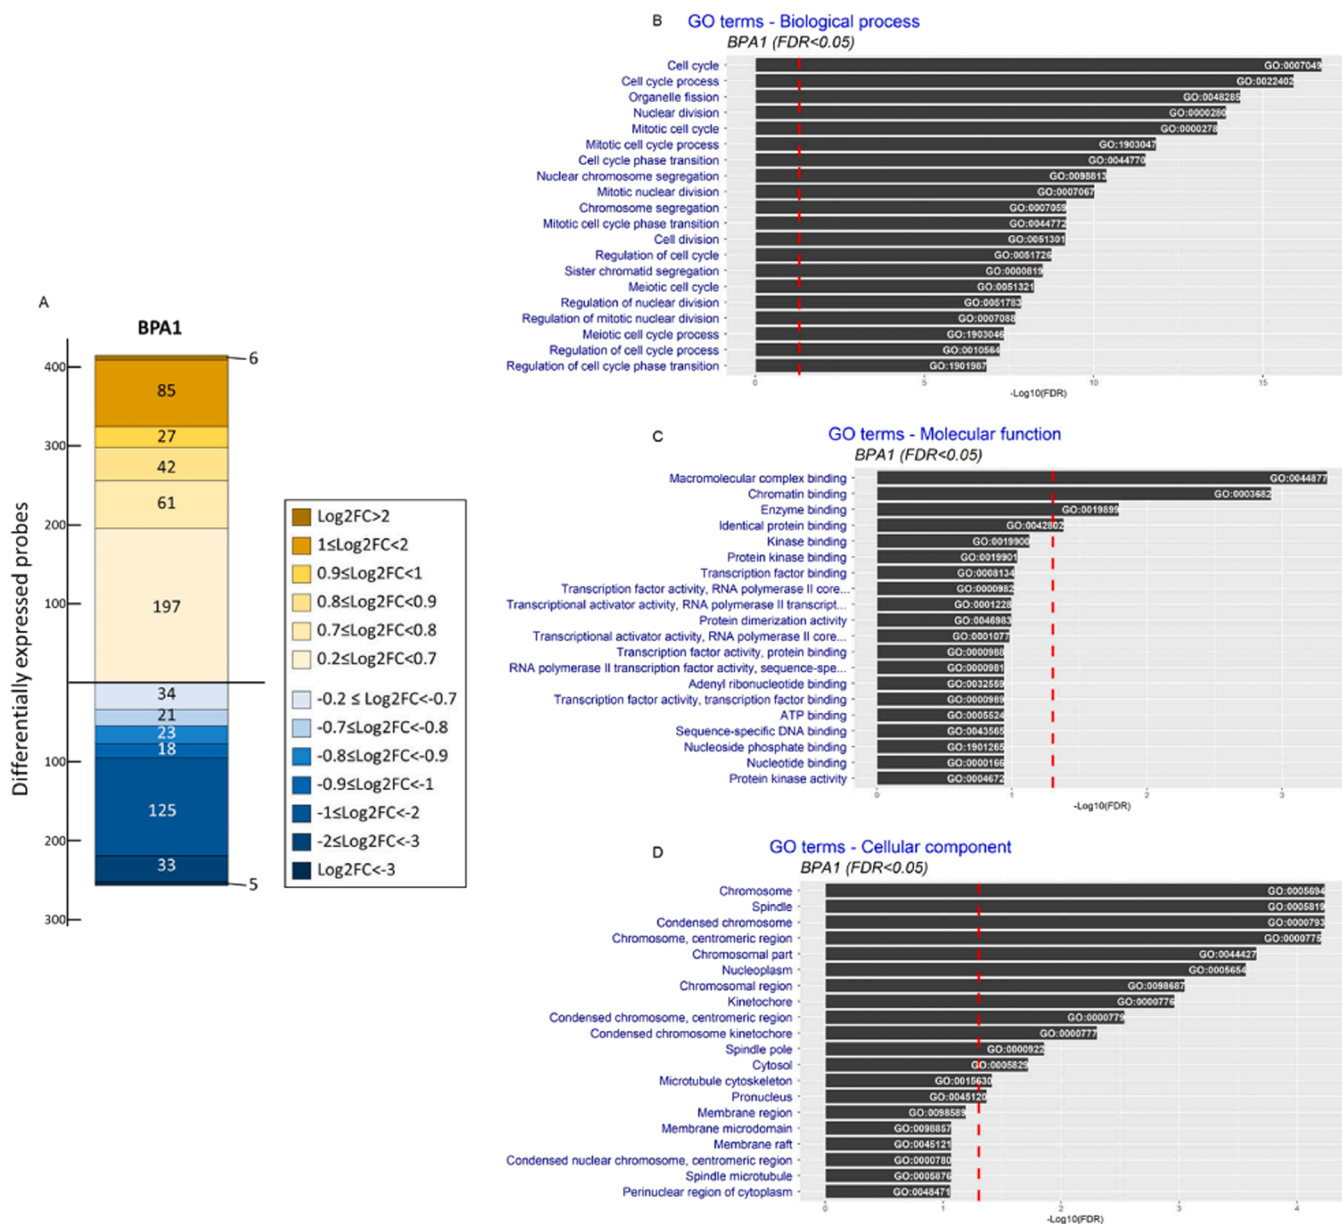 A
BPA1
Differentially expressed probes
400
300
200
100
100
200
300
6
85
27
42
61
197
34
21
23
18
125
33
5
Log2FC>2
1≤Log2FC<2
0.9≤Log2FC<1
0.8≤Log2FC<0.9
0.7≤Log2FC<0.8
0.2≤Log2FC<0.7
-0.2 ≤ Log2FC<-0.7
-0.7≤Log2FC<-0.8
-0.8≤Log2FC<-0.9
-0.9≤Log2FC<-1
-1≤Log2FC<-2
-2≤Log2FC<-3
Log2FC<-3
B GO terms - Biological process
BPA1 (FDR<0.05)
Cell cycle GO:0007049
Cell cycle process GO:0022402
Organelle fission GO:0048285
Nuclear division GO:0000280
Mitotic cell cycle GO:0000278
Mitotic cell cycle process GO:1903047
Cell cycle phase transition GO:0044770
Nuclear chromosome segregation GO:0098813
Mitotic nuclear division GO:0007067
Chromosome segregation GO:0007059
Mitotic cell cycle phase transition GO:0044772
Cell division GO:0051301
Regulation of cell cycle GO:0051726
Sister chromatid segregation GO:0000819
Meiotic cell cycle GO:0051321
Regulation of nuclear division GO:0051783
Regulation of mitotic nuclear division GO:0007088
Meiotic cell cycle process GO:1903046
Regulation of cell cycle process GO:0010564
Regulation of cell cycle phase transition GO:1901987
0 5 10 15
-Log10(FDR)
C GO terms - Molecular function
BPA1 (FDR<0.05)
Macromolecular complex binding GO:0044877
Chromatin binding GO:0003682
Enzyme binding GO:0019899
Identical protein binding GO:0042802
Kinase binding GO:0019900
Protein kinase binding GO:0019901
Transcription factor binding GO:0008134
Transcription factor activity, RNA polymerase II core... GO:0000982
Transcriptional activator activity, RNA polymerase II transcript... GO:0001228
Protein dimerization activity GO:0046983
Transcriptional activator activity, RNA polymerase II core... GO:0001077
Transcription factor activity, protein binding GO:0000988
RNA polymerase II transcription factor activity, sequence-spe... GO:0000981
Adenyl ribonucleotide binding GO:0032559
Transcription factor activity, transcription factor binding GO:0000989
ATP binding GO:0005524
Sequence-specific DNA binding GO:0043565
Nucleoside phosphate binding GO:1901265
Nucleotide binding GO:0000166
Protein kinase activity GO:0004672
0 1 2 3
-Log10(FDR)
D GO terms - Cellular component
BPA1 (FDR<0.05)
Chromosome GO:0005694
Spindle GO:0005819
Condensed chromosome GO:0000793
Chromosome, centromeric region GO:0000775
Chromosomal part GO:0044427
Nucleoplasm GO:0005654
Chromosomal region GO:0098687
Kinetochore GO:0000776
Condensed chromosome, centromeric region GO:0000779
Condensed chromosome kinetochore GO:0000777
Spindle pole GO:0000922
Cytosol GO:0005829
Microtubule cytoskeleton GO:0015630
Pronucleus GO:0045120
Membrane region GO:0098589
Membrane microdomain GO:0098857
Membrane raft GO:0045121
Condensed nuclear chromosome, centromeric region GO:0000780
Spindle microtubule GO:0005876
Perinuclear region of cytoplasm GO:0048471
0 1 2 3 4
-Log10(FDR)